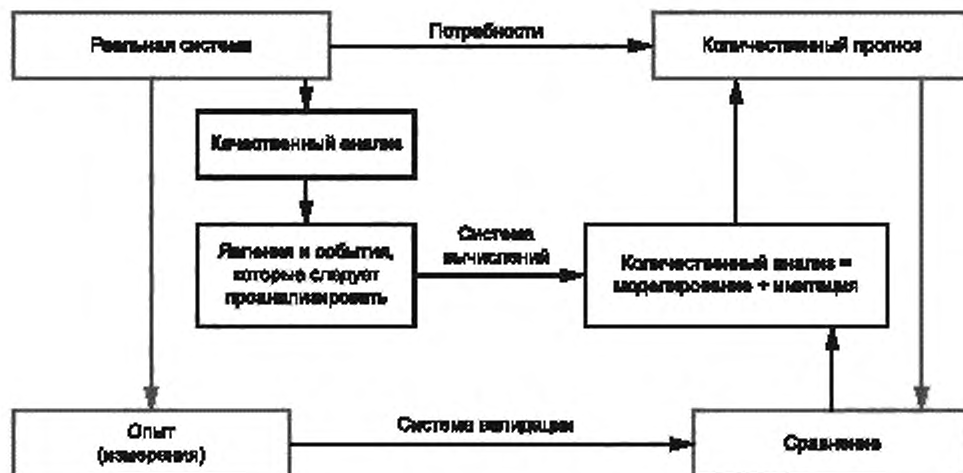 Реальная система
Потребности
Количественный прогноз
Качественный анализ
Явления и события,
которые следует
проанализировать
Система
вычислений
Количественный анализ =
моделирование + имитация
Опыт
(измерения)
Система валидации
Сравнение